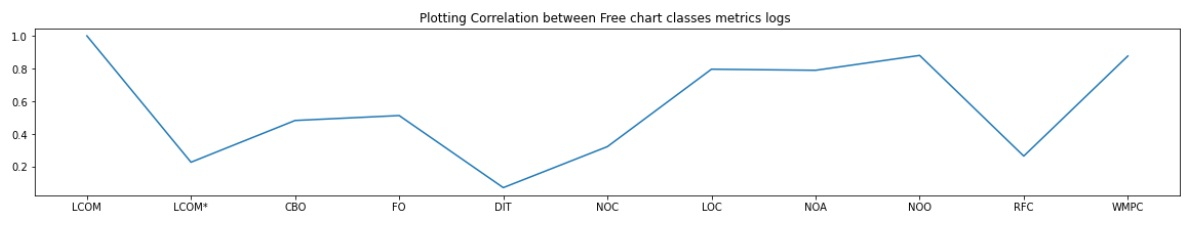 Plotting Correlation between Free chart classes metrics logs
1.0
0.8
0.6
0.4
0.2
LCOM LCOM* CBO FO DIT NOC LOC NOA NOO RFC WMPC